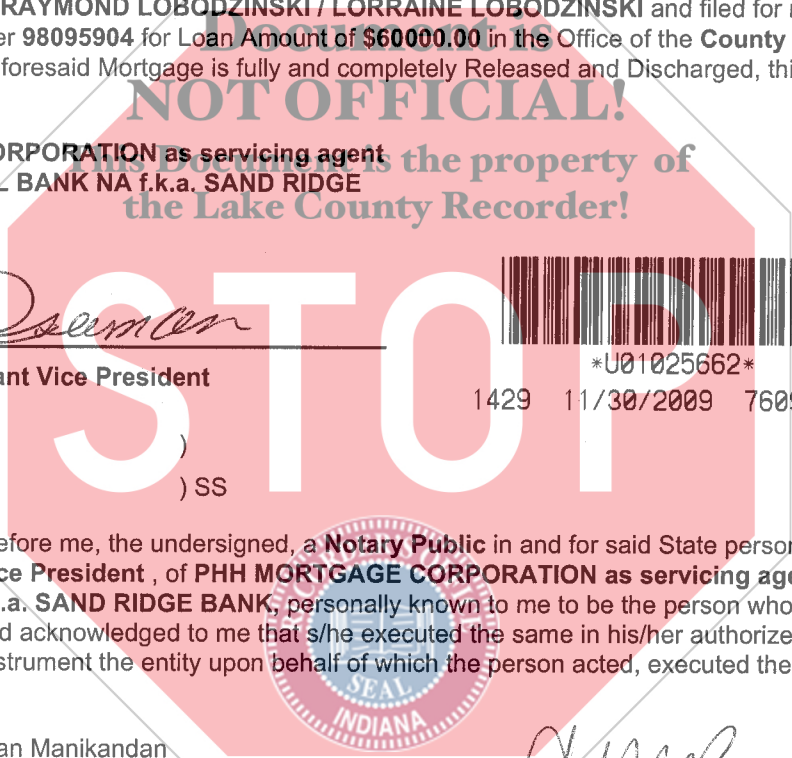 RAYMOND LOBODZINSKI / LORRAINE LOBODZINSKI and filed for
er 98095904 for Loan Amount of $60000.00 in the Office of the County
foresaid Mortgage is fully and completely Released and Discharged, thi
Document is
NOT OFFICIAL!
This Document is the property of
the Lake County Recorder!
ORPORATION as servicing agent
L BANK NA f.k.a. SAND RIDGE
STOP
ant Vice President
*U01025662*
1429 11/30/2009 7609
)
) SS
efore me, the undersigned, a Notary Public in and for said State person
ce President , of PHH MORTGAGE CORPORATION as servicing age
.a. SAND RIDGE BANK, personally known to me to be the person who
d acknowledged to me that s/he executed the same in his/her authorize
strument the entity upon behalf of which the person acted, executed the
SEAL
INDIANA
an Manikandan